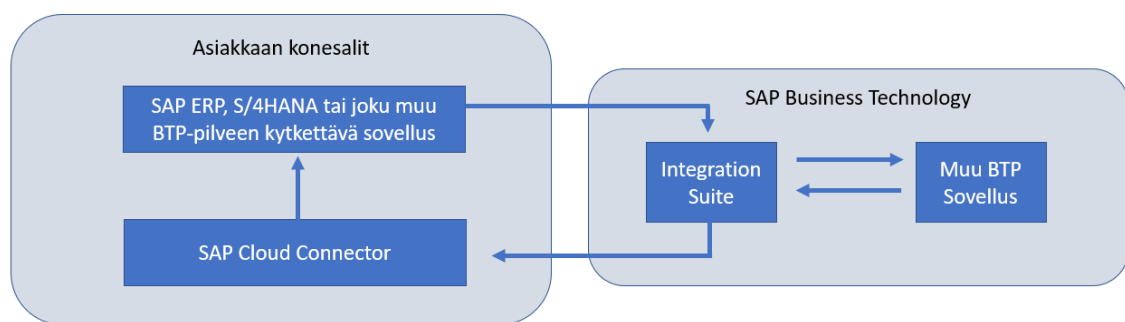 Asiakkaan konesalit
SAP ERP, S/4HANA tai joku muu
BTP-pilveen kytkettävä sovellus
SAP Cloud Connector
SAP Business Technology
Integration
Suite
Muu BTP
Sovellus